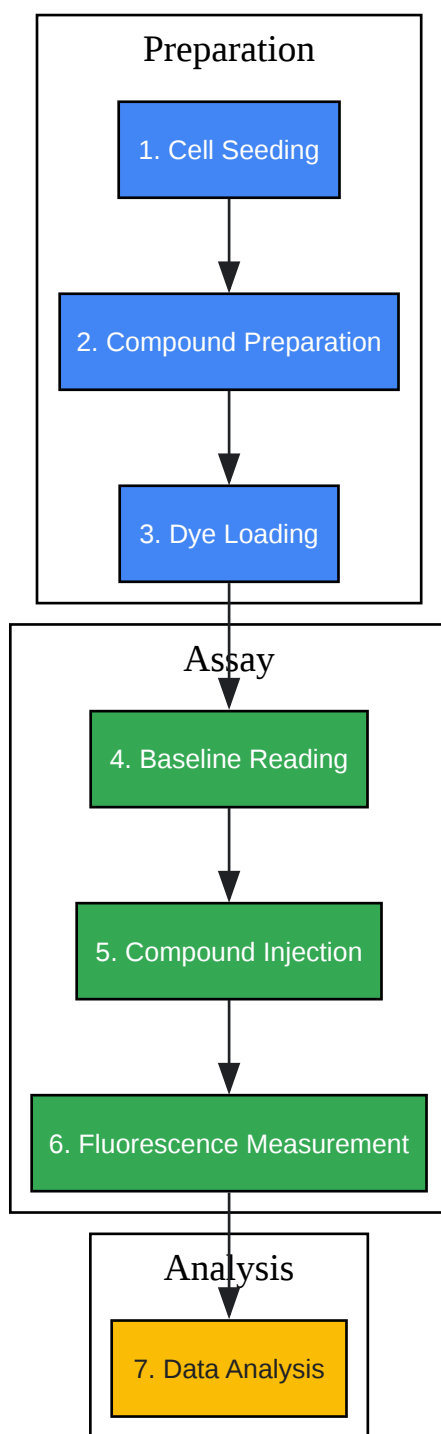 Preparation
1. Cell Seeding
2. Compound Preparation
3. Dye Loading
Assay
4. Baseline Reading
5. Compound Injection
6. Fluorescence Measurement
Analysis
7. Data Analysis